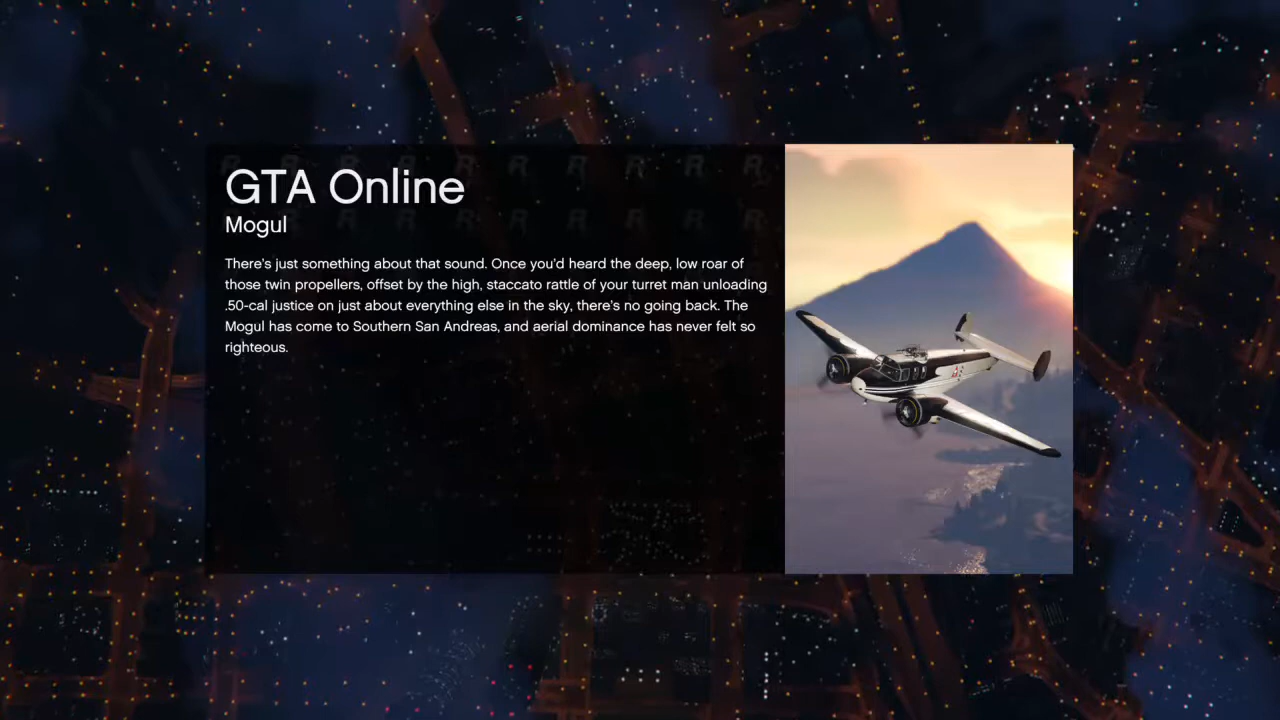 GTA Online
Mogul
There's just something about that sound. Once you'd heard the deep, low roar of
those twin propellers, offset by the high, staccato rattle of your turret man unloading
.50-cal justice on just about everything else in the sky, there's no going back. The
Mogul has come to Southern San Andreas, and aerial dominance has never felt so
righteous.